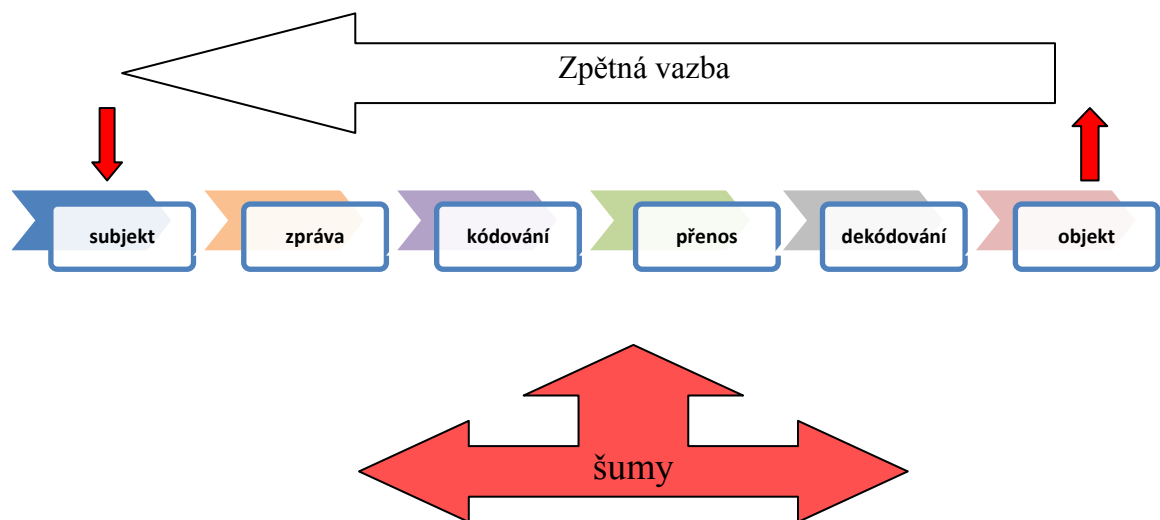 Zpětná vazba
subjekt
zpráva
kódování
přenos
dekódování
objekt
šumy